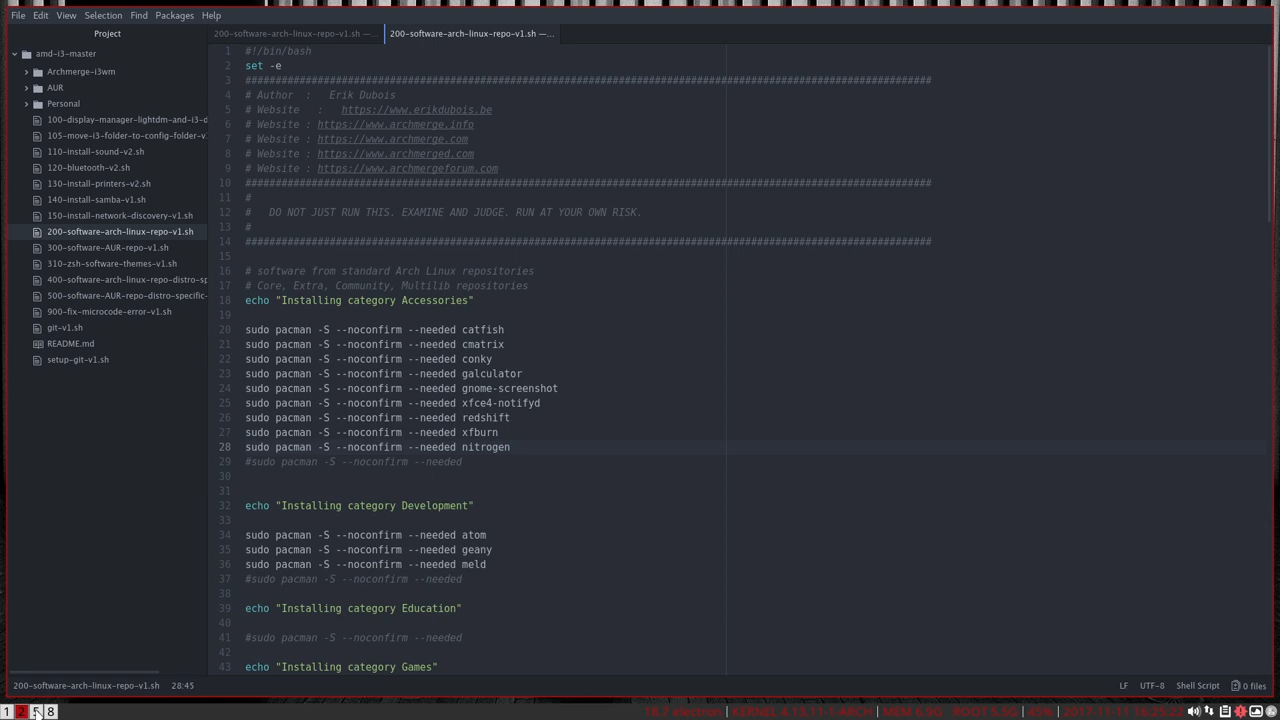 File Edit View Selection Find Packages Help
Project
amd-i3-master
Archmerge-i3wm
AUR
Personal
100-display-manager-lightdm-and-i3-d
105-move-i3-folder-to-config-folder-v
110-install-sound-v2.sh
120-bluetooth-v2.sh
130-install-printers-v2.sh
140-install-samba-v1.sh
150-install-network-discovery-v1.sh
200-software-arch-linux-repo-v1.sh
300-software-AUR-repo-v1.sh
310-zsh-software-themes-v1.sh
400-software-arch-linux-repo-distro-sp
500-software-AUR-repo-distro-specific-
900-fix-microcode-error-v1.sh
git-v1.sh
README.md
setup-git-v1.sh
200-software-arch-linux-repo-v1.sh —... 200-software-arch-linux-repo-v1.sh —...
1 #!/bin/bash
2 set -e
3 ##################################################################################################################
4 # Author  :   Erik Dubois
5 # Website   :   https://www.erikdubois.be
6 # Website : https://www.archmerge.info
7 # Website : https://www.archmerge.com
8 # Website : https://www.archmerged.com
9 # Website : https://www.archmergeforum.com
10 ##################################################################################################################
11 #
12 #   DO NOT JUST RUN THIS. EXAMINE AND JUDGE. RUN AT YOUR OWN RISK.
13 #
14 ##################################################################################################################
15
16 # software from standard Arch Linux repositories
17 # Core, Extra, Community, Multilib repositories
18 echo "Installing category Accessories"
19
20 sudo pacman -S --noconfirm --needed catfish
21 sudo pacman -S --noconfirm --needed cmatrix
22 sudo pacman -S --noconfirm --needed conky
23 sudo pacman -S --noconfirm --needed galculator
24 sudo pacman -S --noconfirm --needed gnome-screenshot
25 sudo pacman -S --noconfirm --needed xfce4-notifyd
26 sudo pacman -S --noconfirm --needed redshift
27 sudo pacman -S --noconfirm --needed xfburn
28 sudo pacman -S --noconfirm --needed nitrogen
29 #sudo pacman -S --noconfirm --needed
30
31
32 echo "Installing category Development"
33
34 sudo pacman -S --noconfirm --needed atom
35 sudo pacman -S --noconfirm --needed geany
36 sudo pacman -S --noconfirm --needed meld
37 #sudo pacman -S --noconfirm --needed
38
39 echo "Installing category Education"
40
41 #sudo pacman -S --noconfirm --needed
42
43 echo "Installing category Games"
200-software-arch-linux-repo-v1.sh 28:45 LF UTF-8 Shell Script 0 files
1 2 5 8 electron | KERNEL 4.13.11-1-ARCH | MEM 6.9G | ROOT 5.5G